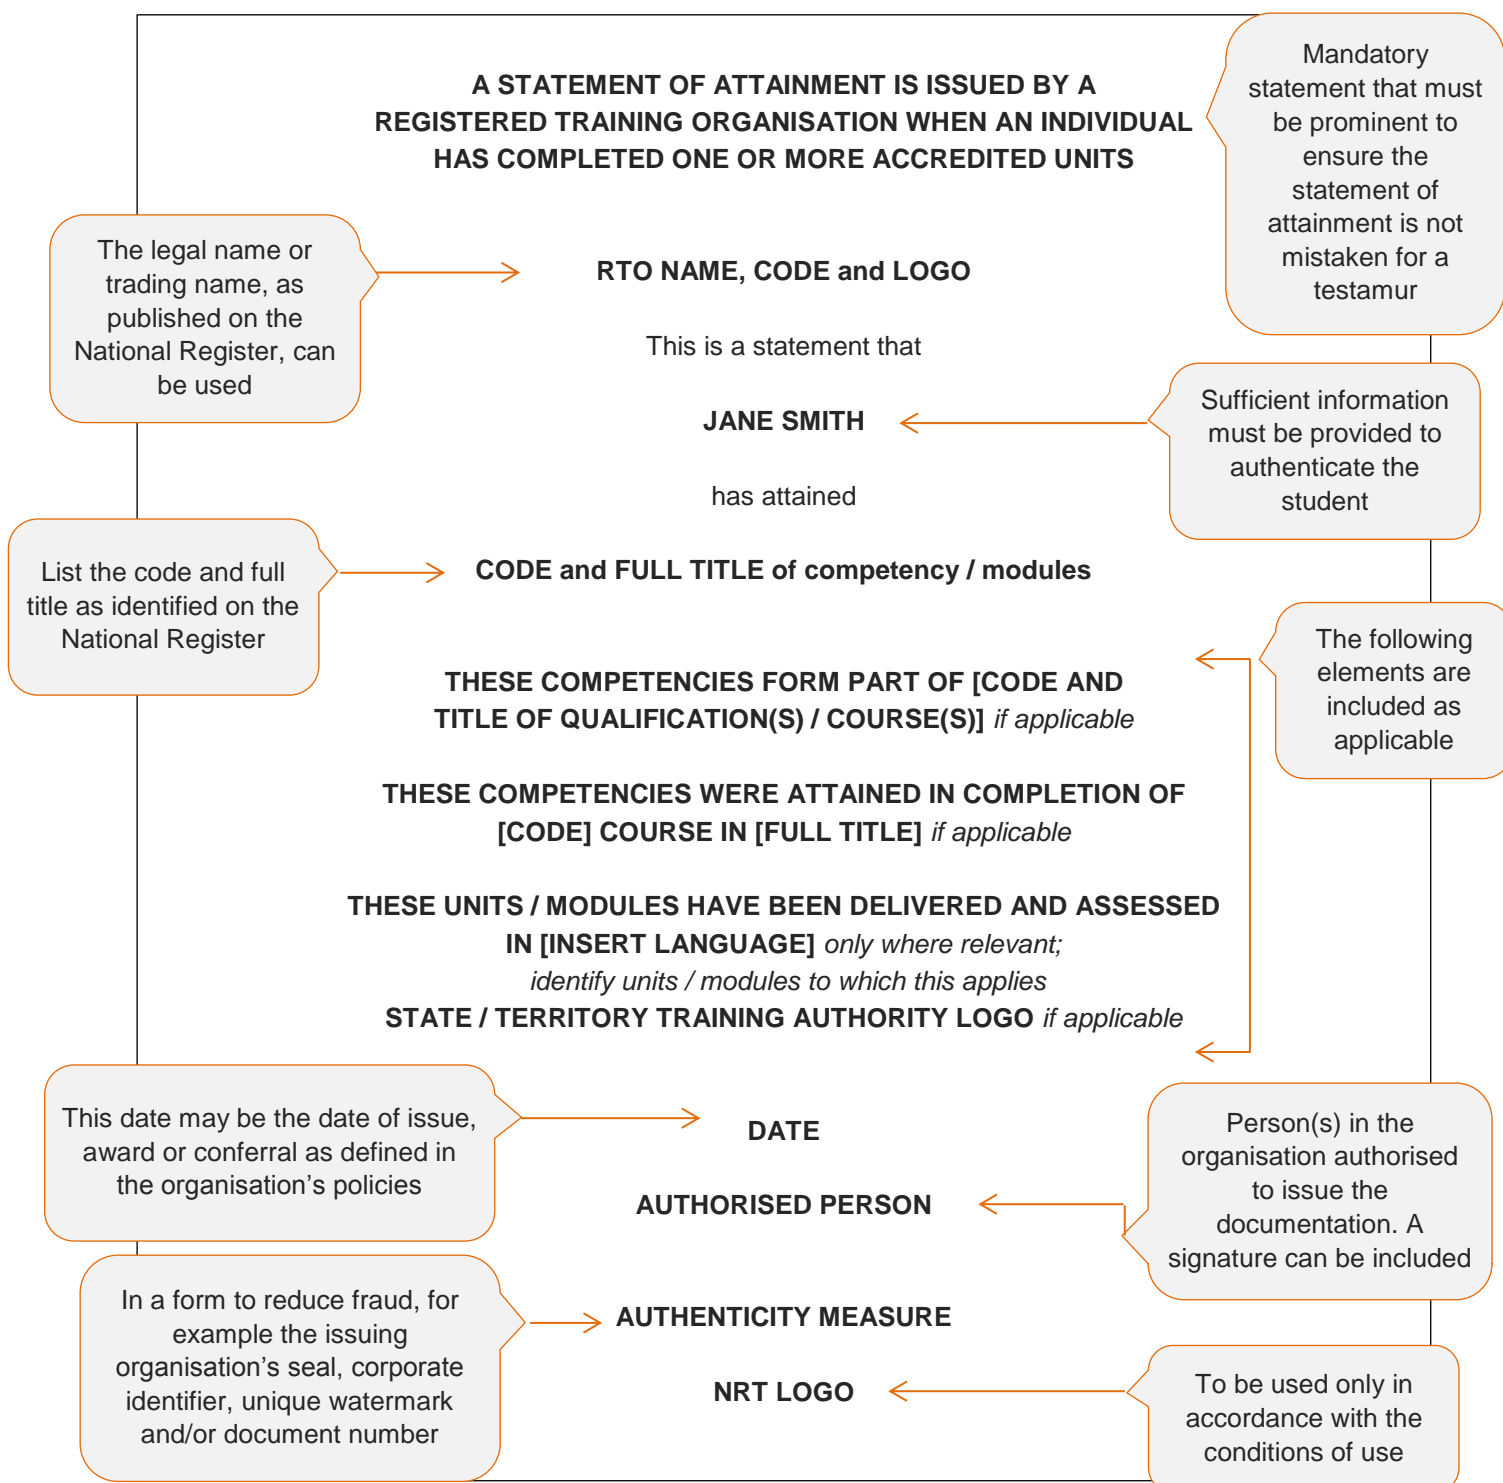 A STATEMENT OF ATTAINMENT IS ISSUED BY A
REGISTERED TRAINING ORGANISATION WHEN AN INDIVIDUAL
HAS COMPLETED ONE OR MORE ACCREDITED UNITS
Mandatory
statement that must
be prominent to
ensure the
statement of
attainment is not
mistaken for a
testamur
The legal name or
trading name, as
published on the
National Register, can
be used
RTO NAME, CODE and LOGO
This is a statement that
JANE SMITH
Sufficient information
must be provided to
authenticate the
student
has attained
List the code and full
title as identified on the
National Register
CODE and FULL TITLE of competency / modules
The following
elements are
included as
applicable
THESE COMPETENCIES FORM PART OF [CODE AND
TITLE OF QUALIFICATION(S) / COURSE(S)] if applicable
THESE COMPETENCIES WERE ATTAINED IN COMPLETION OF
[CODE] COURSE IN [FULL TITLE] if applicable
THESE UNITS / MODULES HAVE BEEN DELIVERED AND ASSESSED
IN [INSERT LANGUAGE] only where relevant;
identify units / modules to which this applies
STATE / TERRITORY TRAINING AUTHORITY LOGO if applicable
This date may be the date of issue,
award or conferral as defined in
the organisation’s policies
DATE
Person(s) in the
organisation authorised
to issue the
documentation. A
signature can be included
AUTHORISED PERSON
In a form to reduce fraud, for
example the issuing
organisation’s seal, corporate
identifier, unique watermark
and/or document number
AUTHENTICITY MEASURE
NRT LOGO
To be used only in
accordance with the
conditions of use